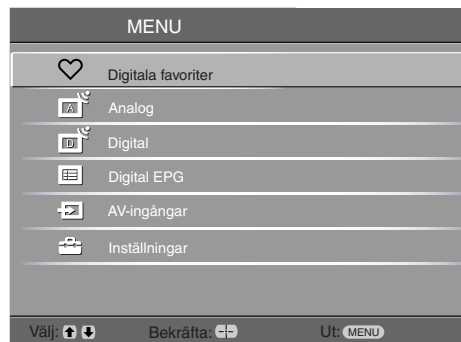 MENU
Digitala favoriter
A Analog
D Digital
Digital EPG
AV-ingångar
Inställningar
Välj: Bekräfta: Ut: MENU